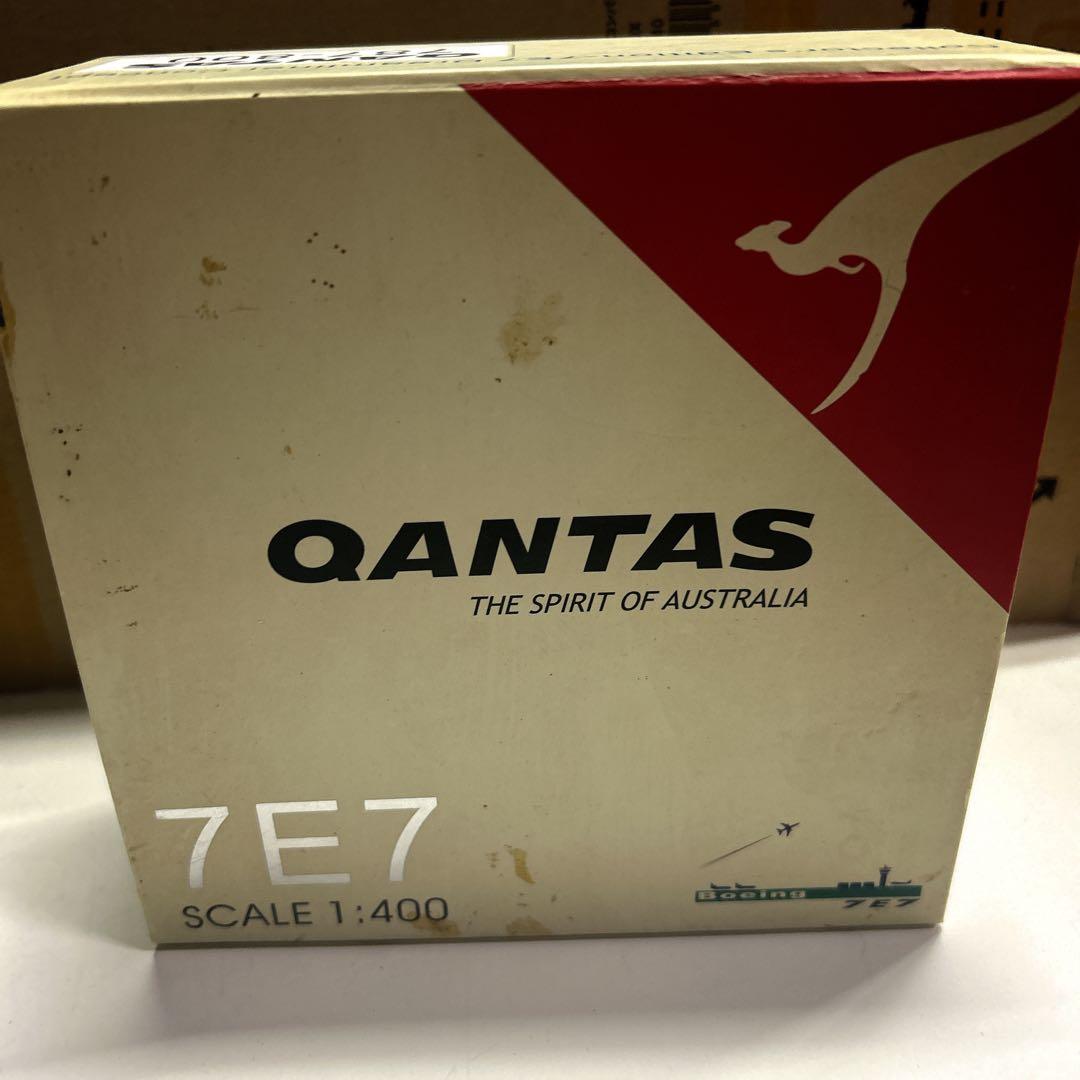 QANTAS
THE SPIRIT OF AUSTRALIA
7E7
SCALE 1:400
Boeing
7E7